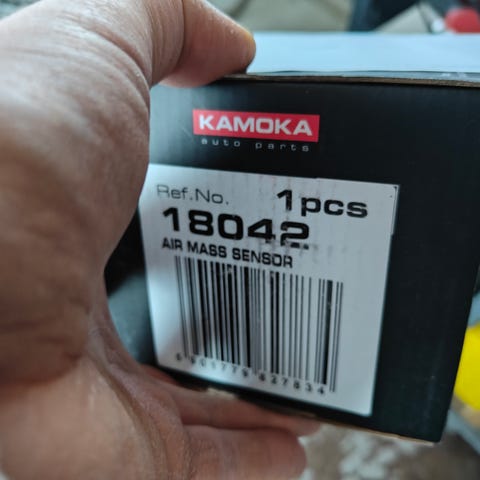 KAMOKA
auto parts
Ref.No. 1pcs
18042
AIR MASS SENSOR